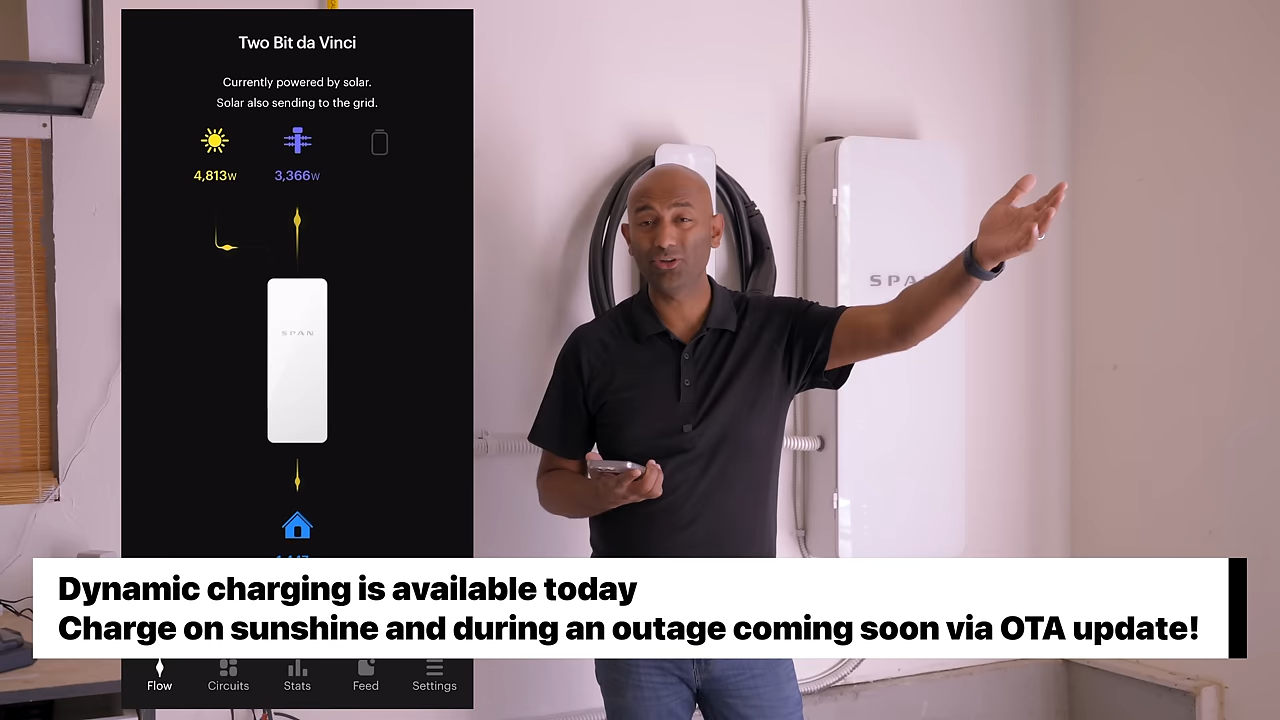 Two Bit da Vinci
Currently powered by solar.
Solar also sending to the grid.
4,813W
3,366W
SPAN
Dynamic charging is available today
Charge on sunshine and during an outage coming soon via OTA update!
Flow
Circuits
Stats
Feed
Settings